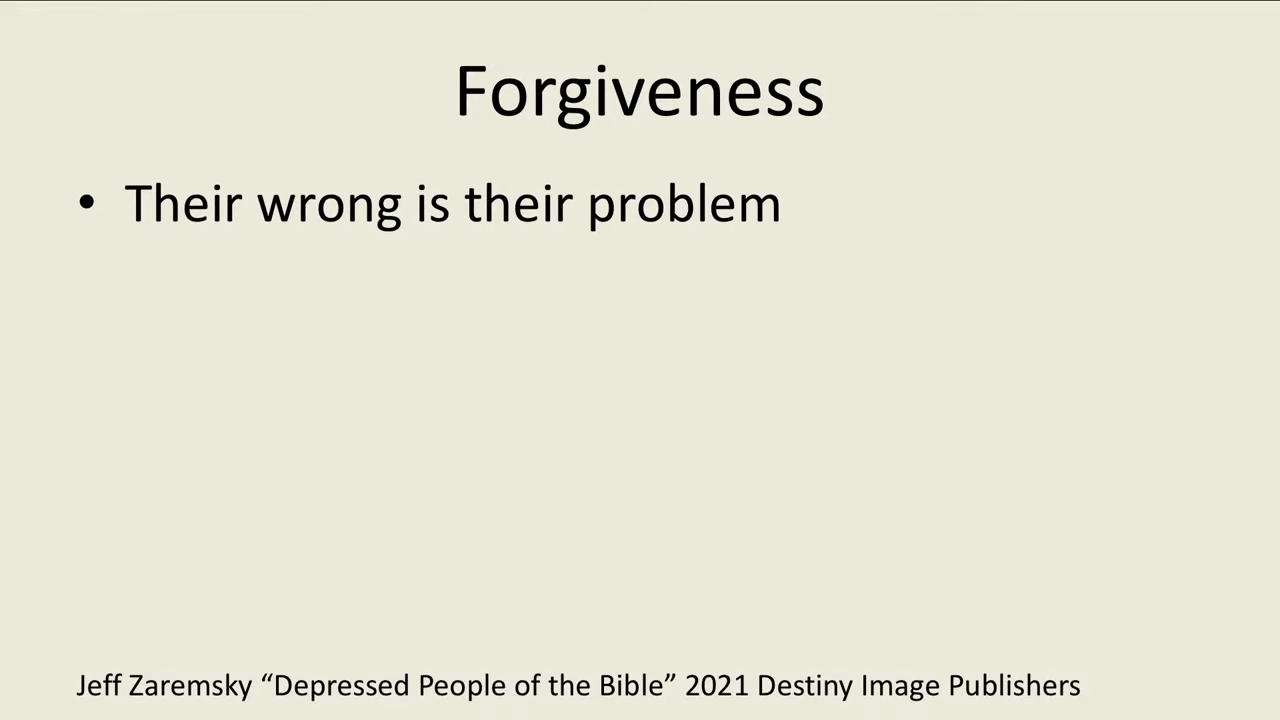 Forgiveness
• Their wrong is their problem
Jeff Zaremsky “Depressed People of the Bible” 2021 Destiny Image Publishers